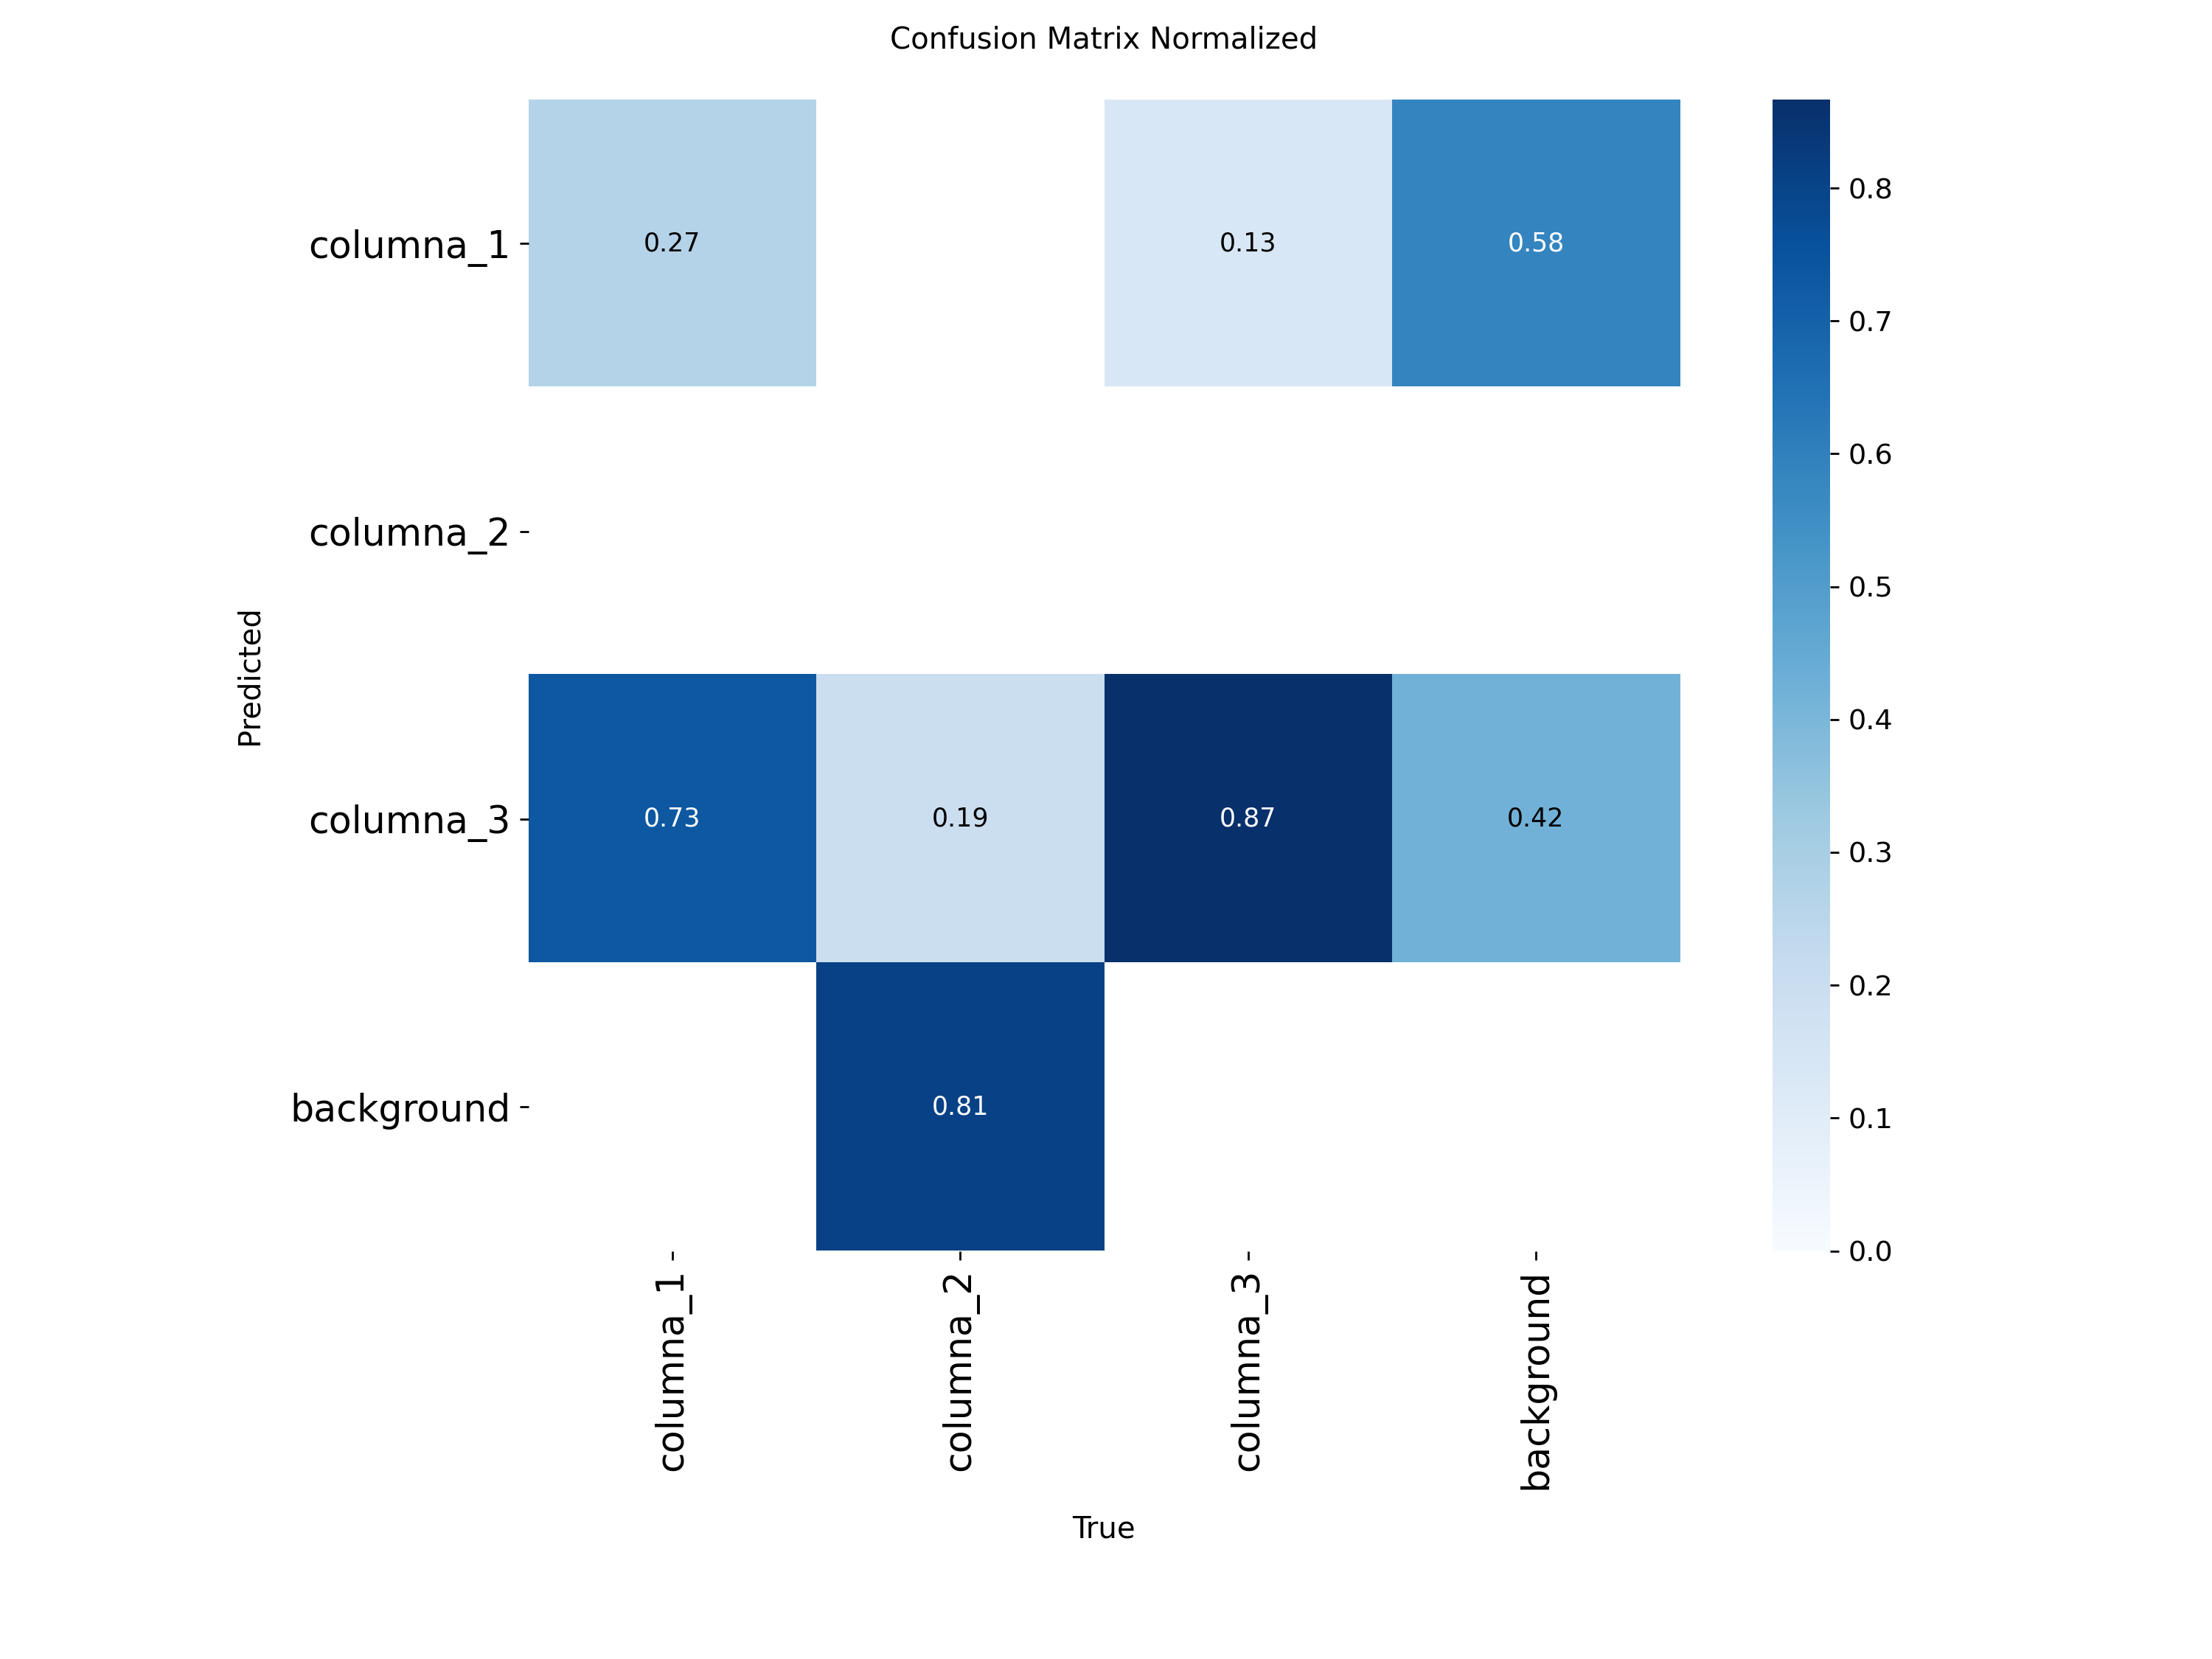 Confusion Matrix Normalized
columna_1
0.27
0.13
0.58
columna_2
columna_3
0.73
0.19
0.87
0.42
background
0.81
Predicted
columna_1
columna_2
columna_3
background
True
0.8
0.7
0.6
0.5
0.4
0.3
0.2
0.1
0.0